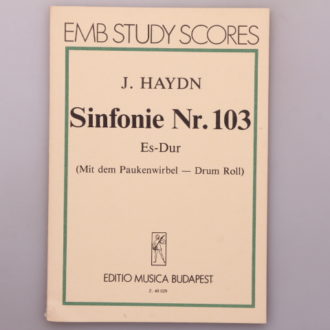 EMB STUDY SCORES
J. HAYDN
Sinfonie Nr. 103
Es-Dur
(Mit dem Paukenwirbel — Drum Roll)
EDITIO MUSICA BUDAPEST